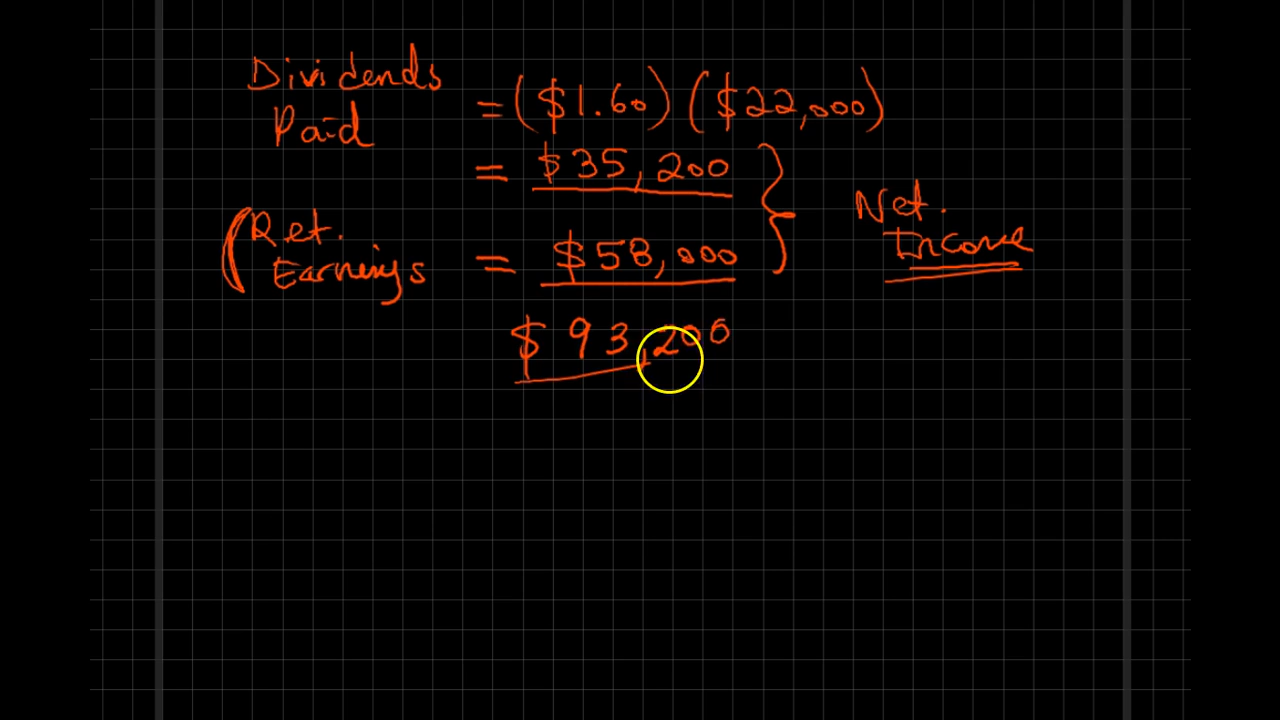 Dividends
Paid
= ($1.60) ($22,000)
= $35,200
Ret.
Earnings
= $58,000
Net.
Income
$93,200